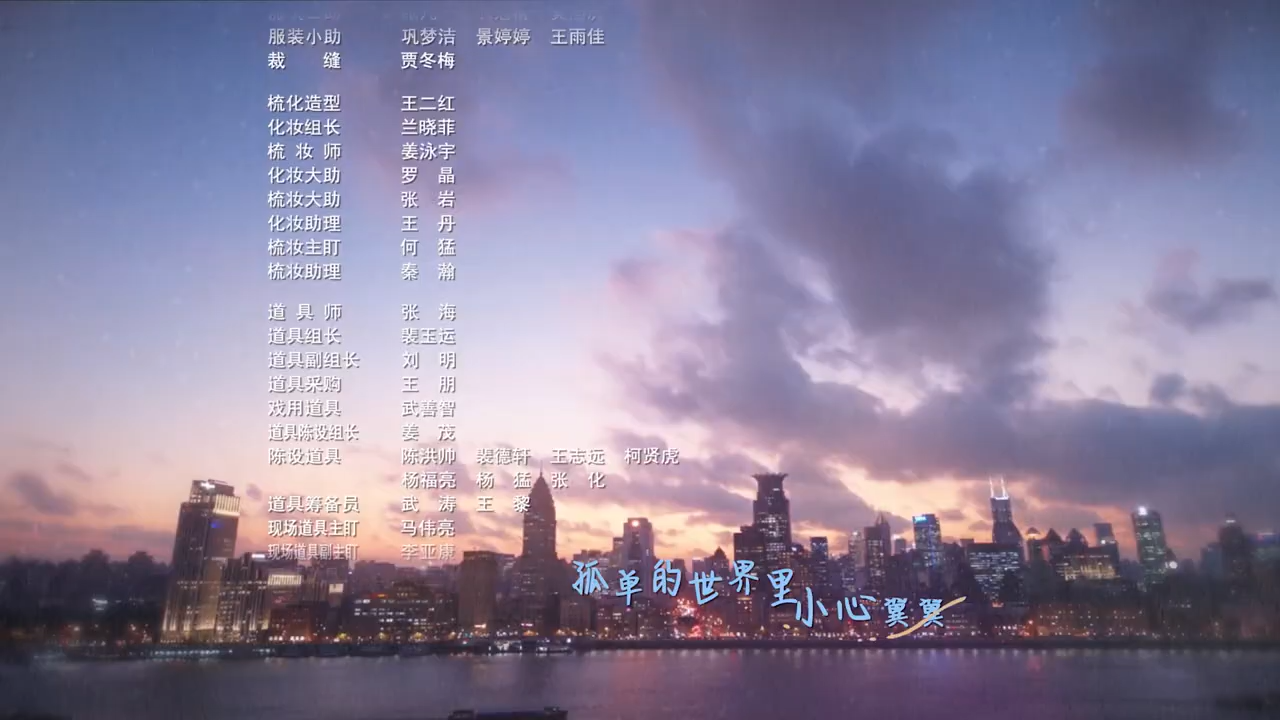 服装小助 巩梦洁 景婷婷 王雨佳
裁 缝 贾冬梅
梳化造型 王二红
化妆组长 兰晓菲
梳 妆 师 姜泳宇
化妆大助 罗 晶
梳妆大助 张 岩
化妆助理 王 丹
梳妆主盯 何 猛
梳妆助理 秦 瀚
道 具 师 张 海
道具组长 裴玉运
道具副组长 刘 明
道具采购 王 朋
戏用道具 武善智
道具陈设组长 姜 茂
陈设道具 陈洪帅 裴德轩 王志远 柯贤虎
杨福亮 杨 猛 张 化
道具筹备员 武 涛 王 黎
现场道具主盯 马伟亮
现场道具副主盯 李亚康
孤单的世界里小心翼翼